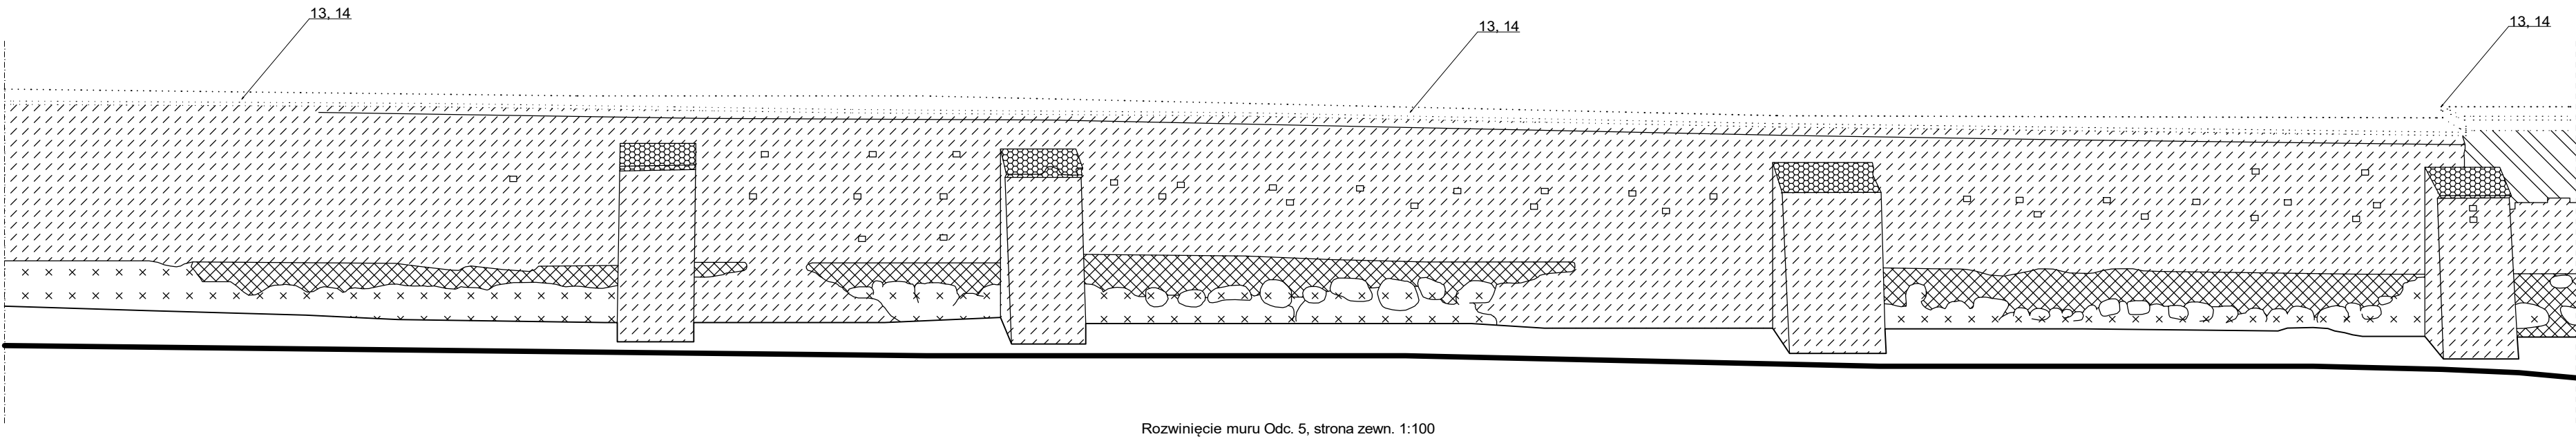 13, 14
13, 14
13, 14
Rozwinięcie muru Odc. 5, strona zewn. 1:100